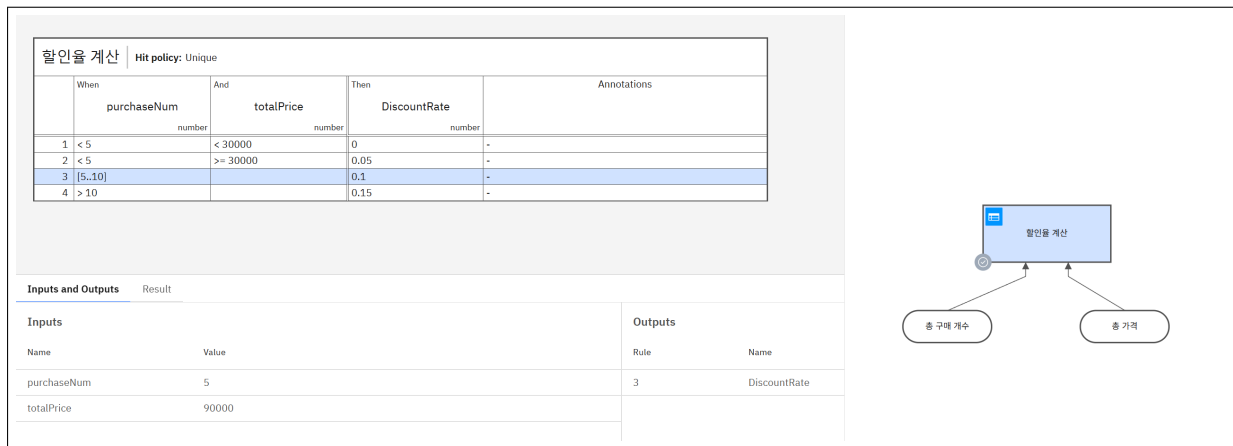 할인율 계산 Hit policy: Unique
When And Then Annotations
purchaseNum totalPrice DiscountRate
number number number
1 < 5 < 30000 0 -
2 < 5 >= 30000 0.05 -
3 [5..10] 0.1 -
4 > 10 0.15 -
Inputs and Outputs Result
Inputs Outputs
Name Value Rule Name
purchaseNum 5 3 DiscountRate
totalPrice 90000
할인율 계산
총 구매 개수 총 가격